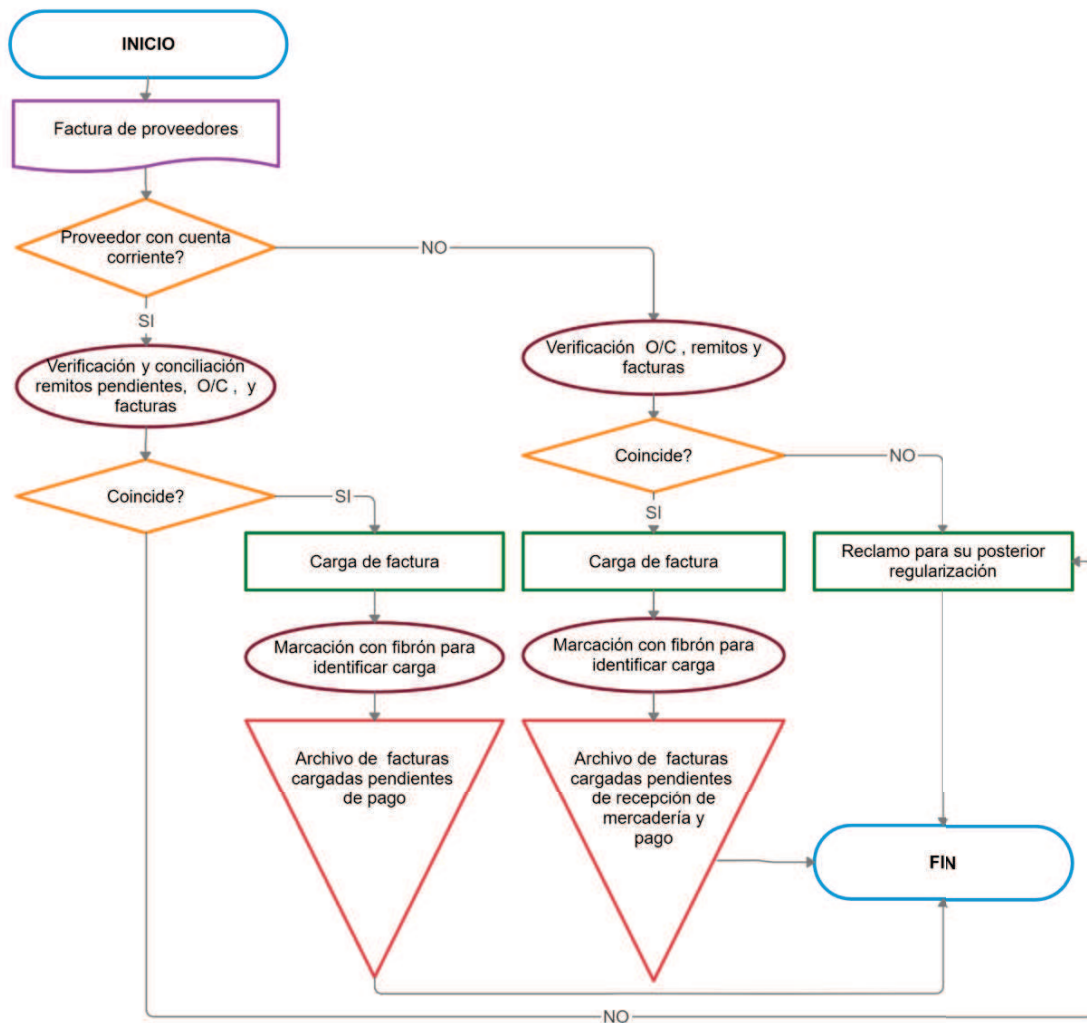 INICIO
Factura de proveedores
Proveedor con cuenta
corriente?
NO
SI
Verificación y conciliación
remitos pendientes, O/C , y
facturas
Verificación O/C , remitos y
facturas
Coincide?
SI
Coincide?
NO
SI
Carga de factura
Carga de factura
Reclamo para su posterior
regularización
Marcación con fibrón para
identificar carga
Marcación con fibrón para
identificar carga
Archivo de facturas
cargadas pendientes
de pago
Archivo de facturas
cargadas pendientes
de recepción de
mercadería y
pago
FIN
NO